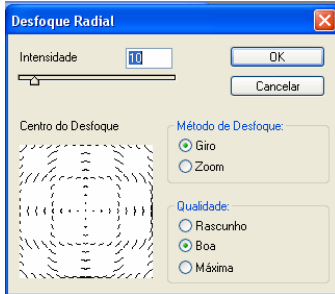 Desfoque Radial
Intensidade 10
OK
Cancelar
Centro do Desfoque
Método de Desfoque:
Giro
Zoom
Qualidade:
Rascunho
Boa
Máxima